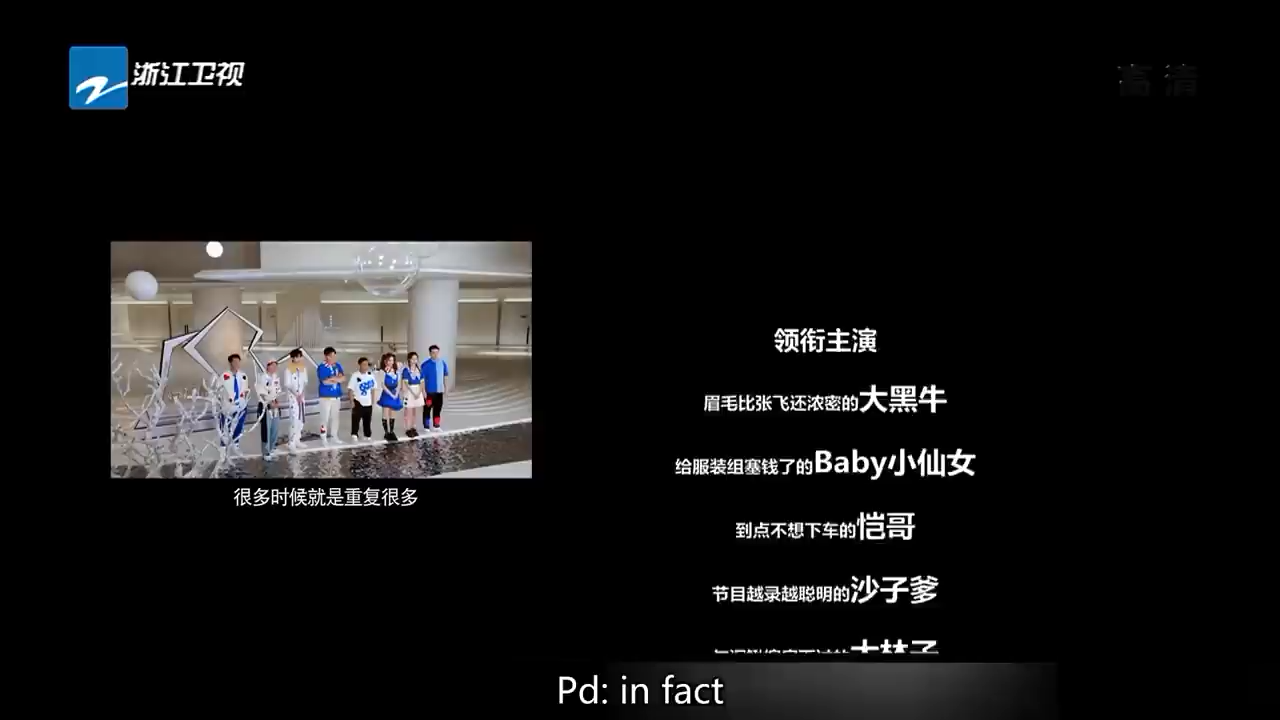 浙江卫视
高清
很多时候就是重复很多
领衔主演
眉毛比张飞还浓密的大黑牛
给服装组塞钱了的Baby小仙女
到点不想下车的恺哥
节目越录越聪明的沙子爹
Pd: in fact